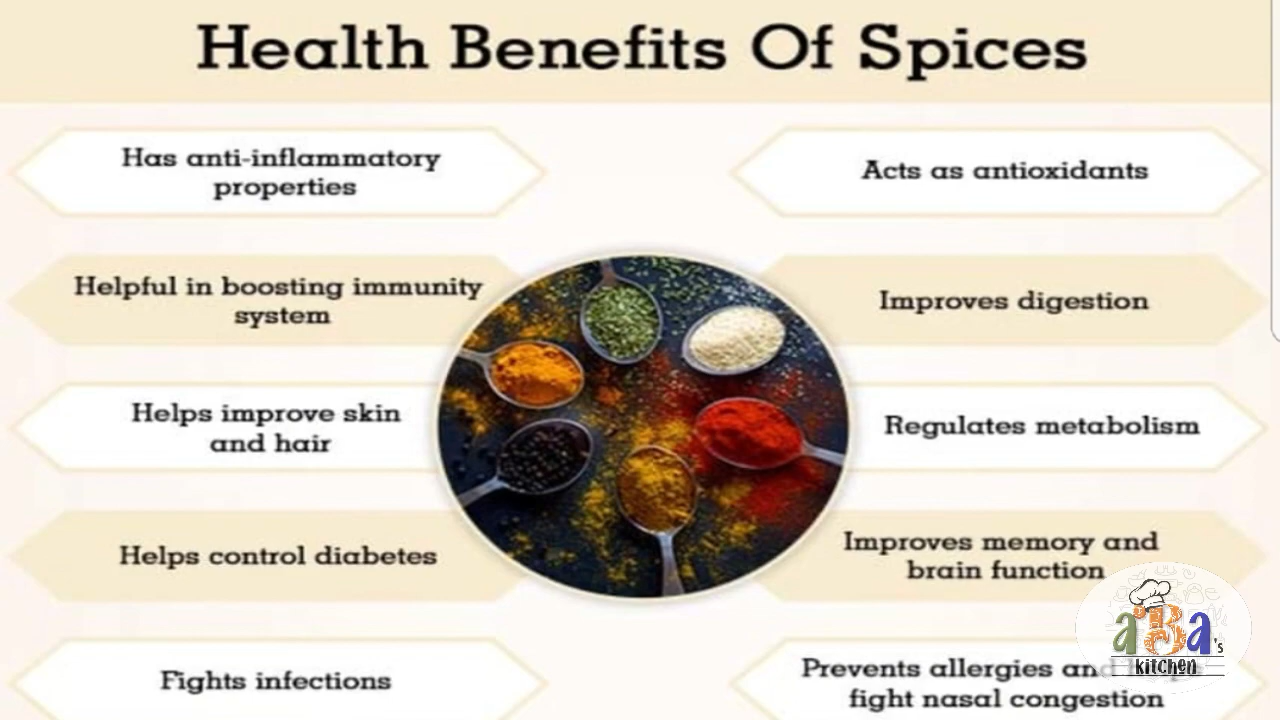 Health Benefits Of Spices
Has anti-inflammatory
properties
Acts as antioxidants
Helpful in boosting immunity
system
Improves digestion
Helps improve skin
and hair
Regulates metabolism
Helps control diabetes
Improves memory and
brain function
Fights infections
Prevents allergies and
fight nasal congestion
aBa's
kitchen